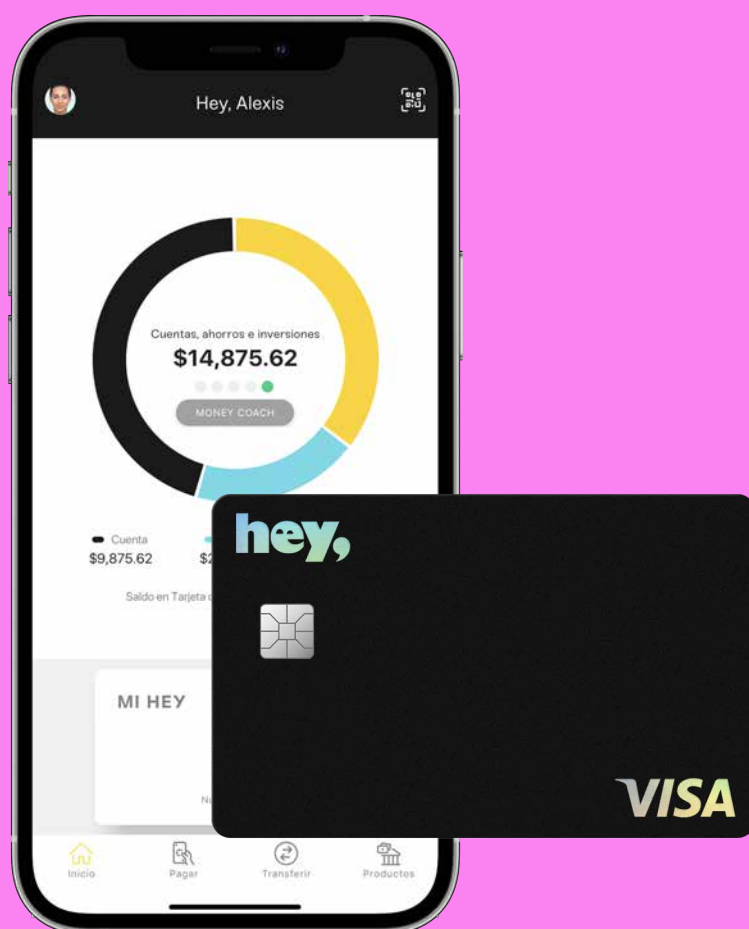 Hey, Alexis
Cuentas, ahorros e inversiones
$14,875.62
MONEY COACH
Cuenta
$9,875.62
Saldo en Tarjeta
hey,
MI HEY
VISA
Inicio
Pagar
Transferir
Productos